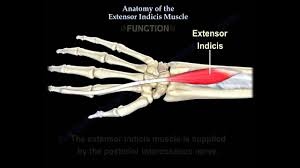 Anatomy of the
Extensor Indicis Muscle
FUNCTION
Extensor
Indicis
The extensor indicis muscle is supplied
by the posterior interosseous nerve